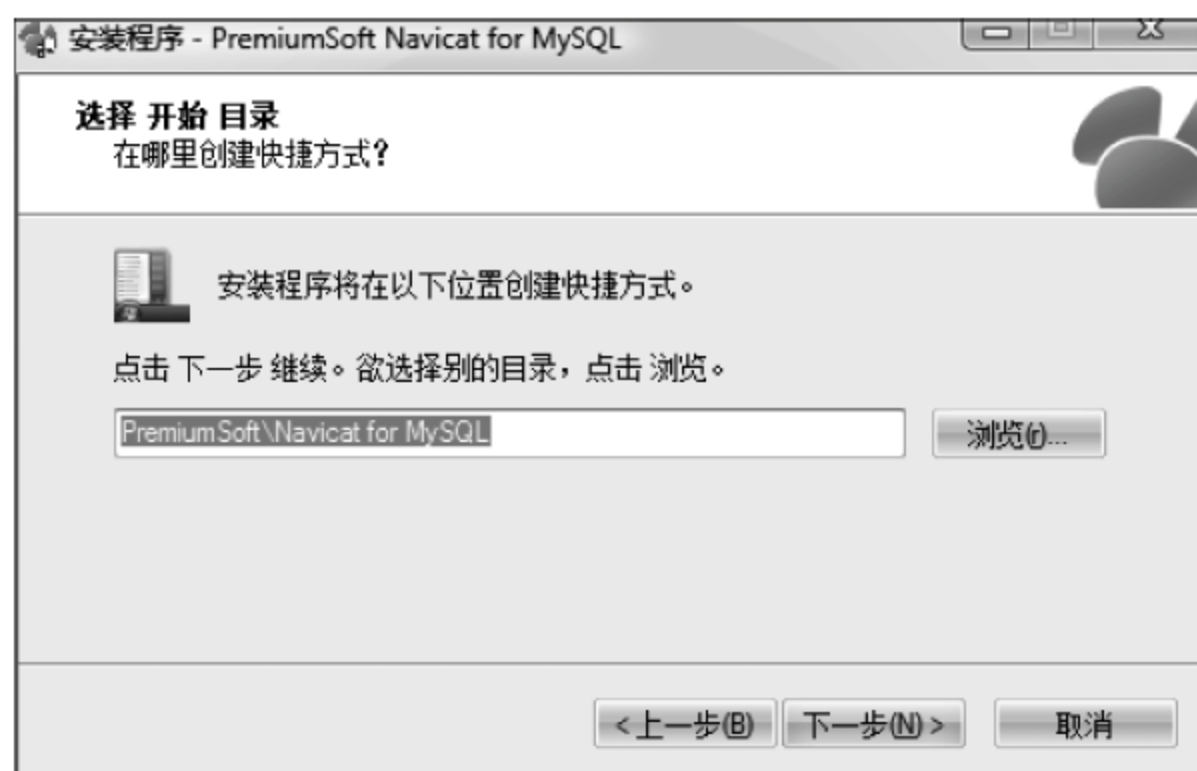 安装程序 - PremiumSoft Navicat for MySQL
选择 开始 目录
在哪里创建快捷方式?
安装程序将在以下位置创建快捷方式。
点击 下一步 继续。欲选择别的目录，点击 浏览。
PremiumSoft\Navicat for MySQL
浏览(r)...
<上一步(B) 下一步(N)> 取消